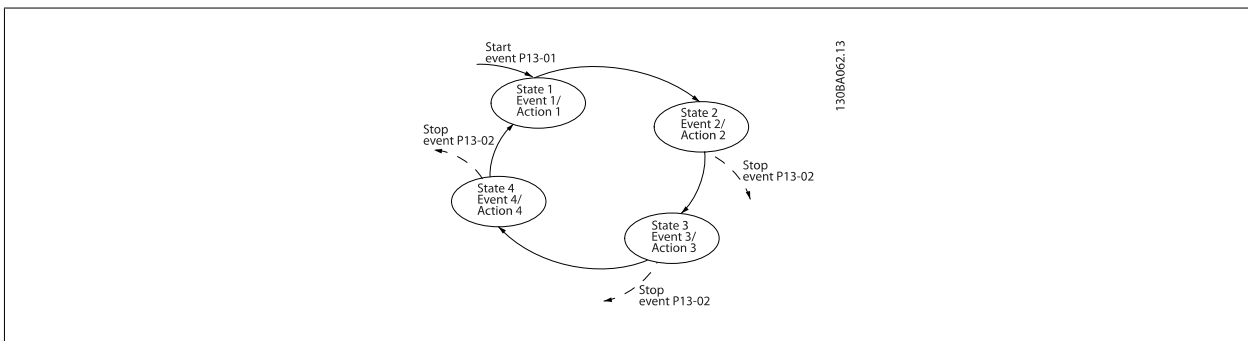 Start
event P13-01
130BA062.13
State 1
Event 1/
Action 1
State 2
Event 2/
Action 2
Stop
event P13-02
Stop
event P13-02
State 4
Event 4/
Action 4
State 3
Event 3/
Action 3
Stop
event P13-02